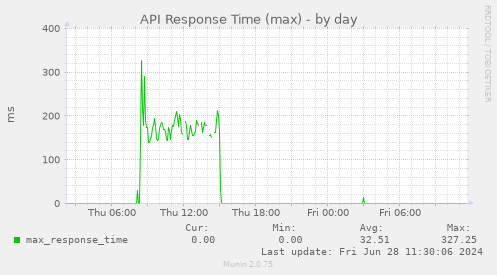 API Response Time (max) - by day
RRDTOOL / TOBI OETIKER
ms
400
300
200
100
0
Thu 06:00 Thu 12:00 Thu 18:00 Fri 00:00 Fri 06:00
Cur: Min: Avg: Max:
max_response_time 0.00 0.00 32.51 327.25
Last update: Fri Jun 28 11:30:06 2024
Munin 2.0.75